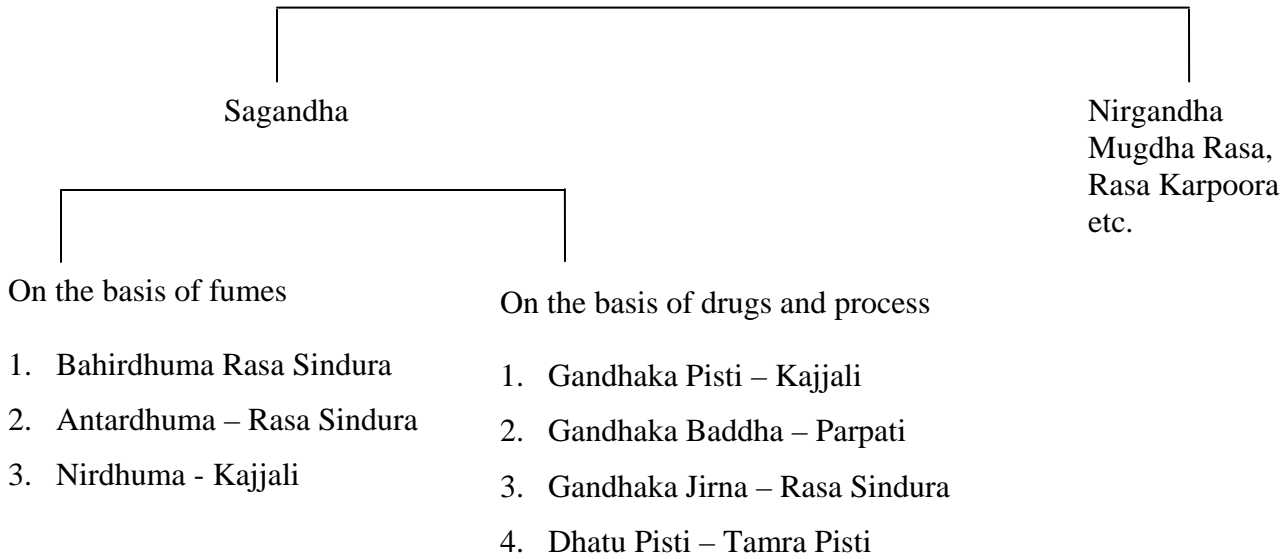 Sagandha
Nirgandha
Mugdha Rasa,
Rasa Karpoora
etc.
On the basis of fumes
1. Bahirdhuma Rasa Sindura
2. Antardhuma – Rasa Sindura
3. Nirdhuma - Kajjali
On the basis of drugs and process
1. Gandhaka Pisti – Kajjali
2. Gandhaka Baddha – Parpati
3. Gandhaka Jirna – Rasa Sindura
4. Dhatu Pisti – Tamra Pisti